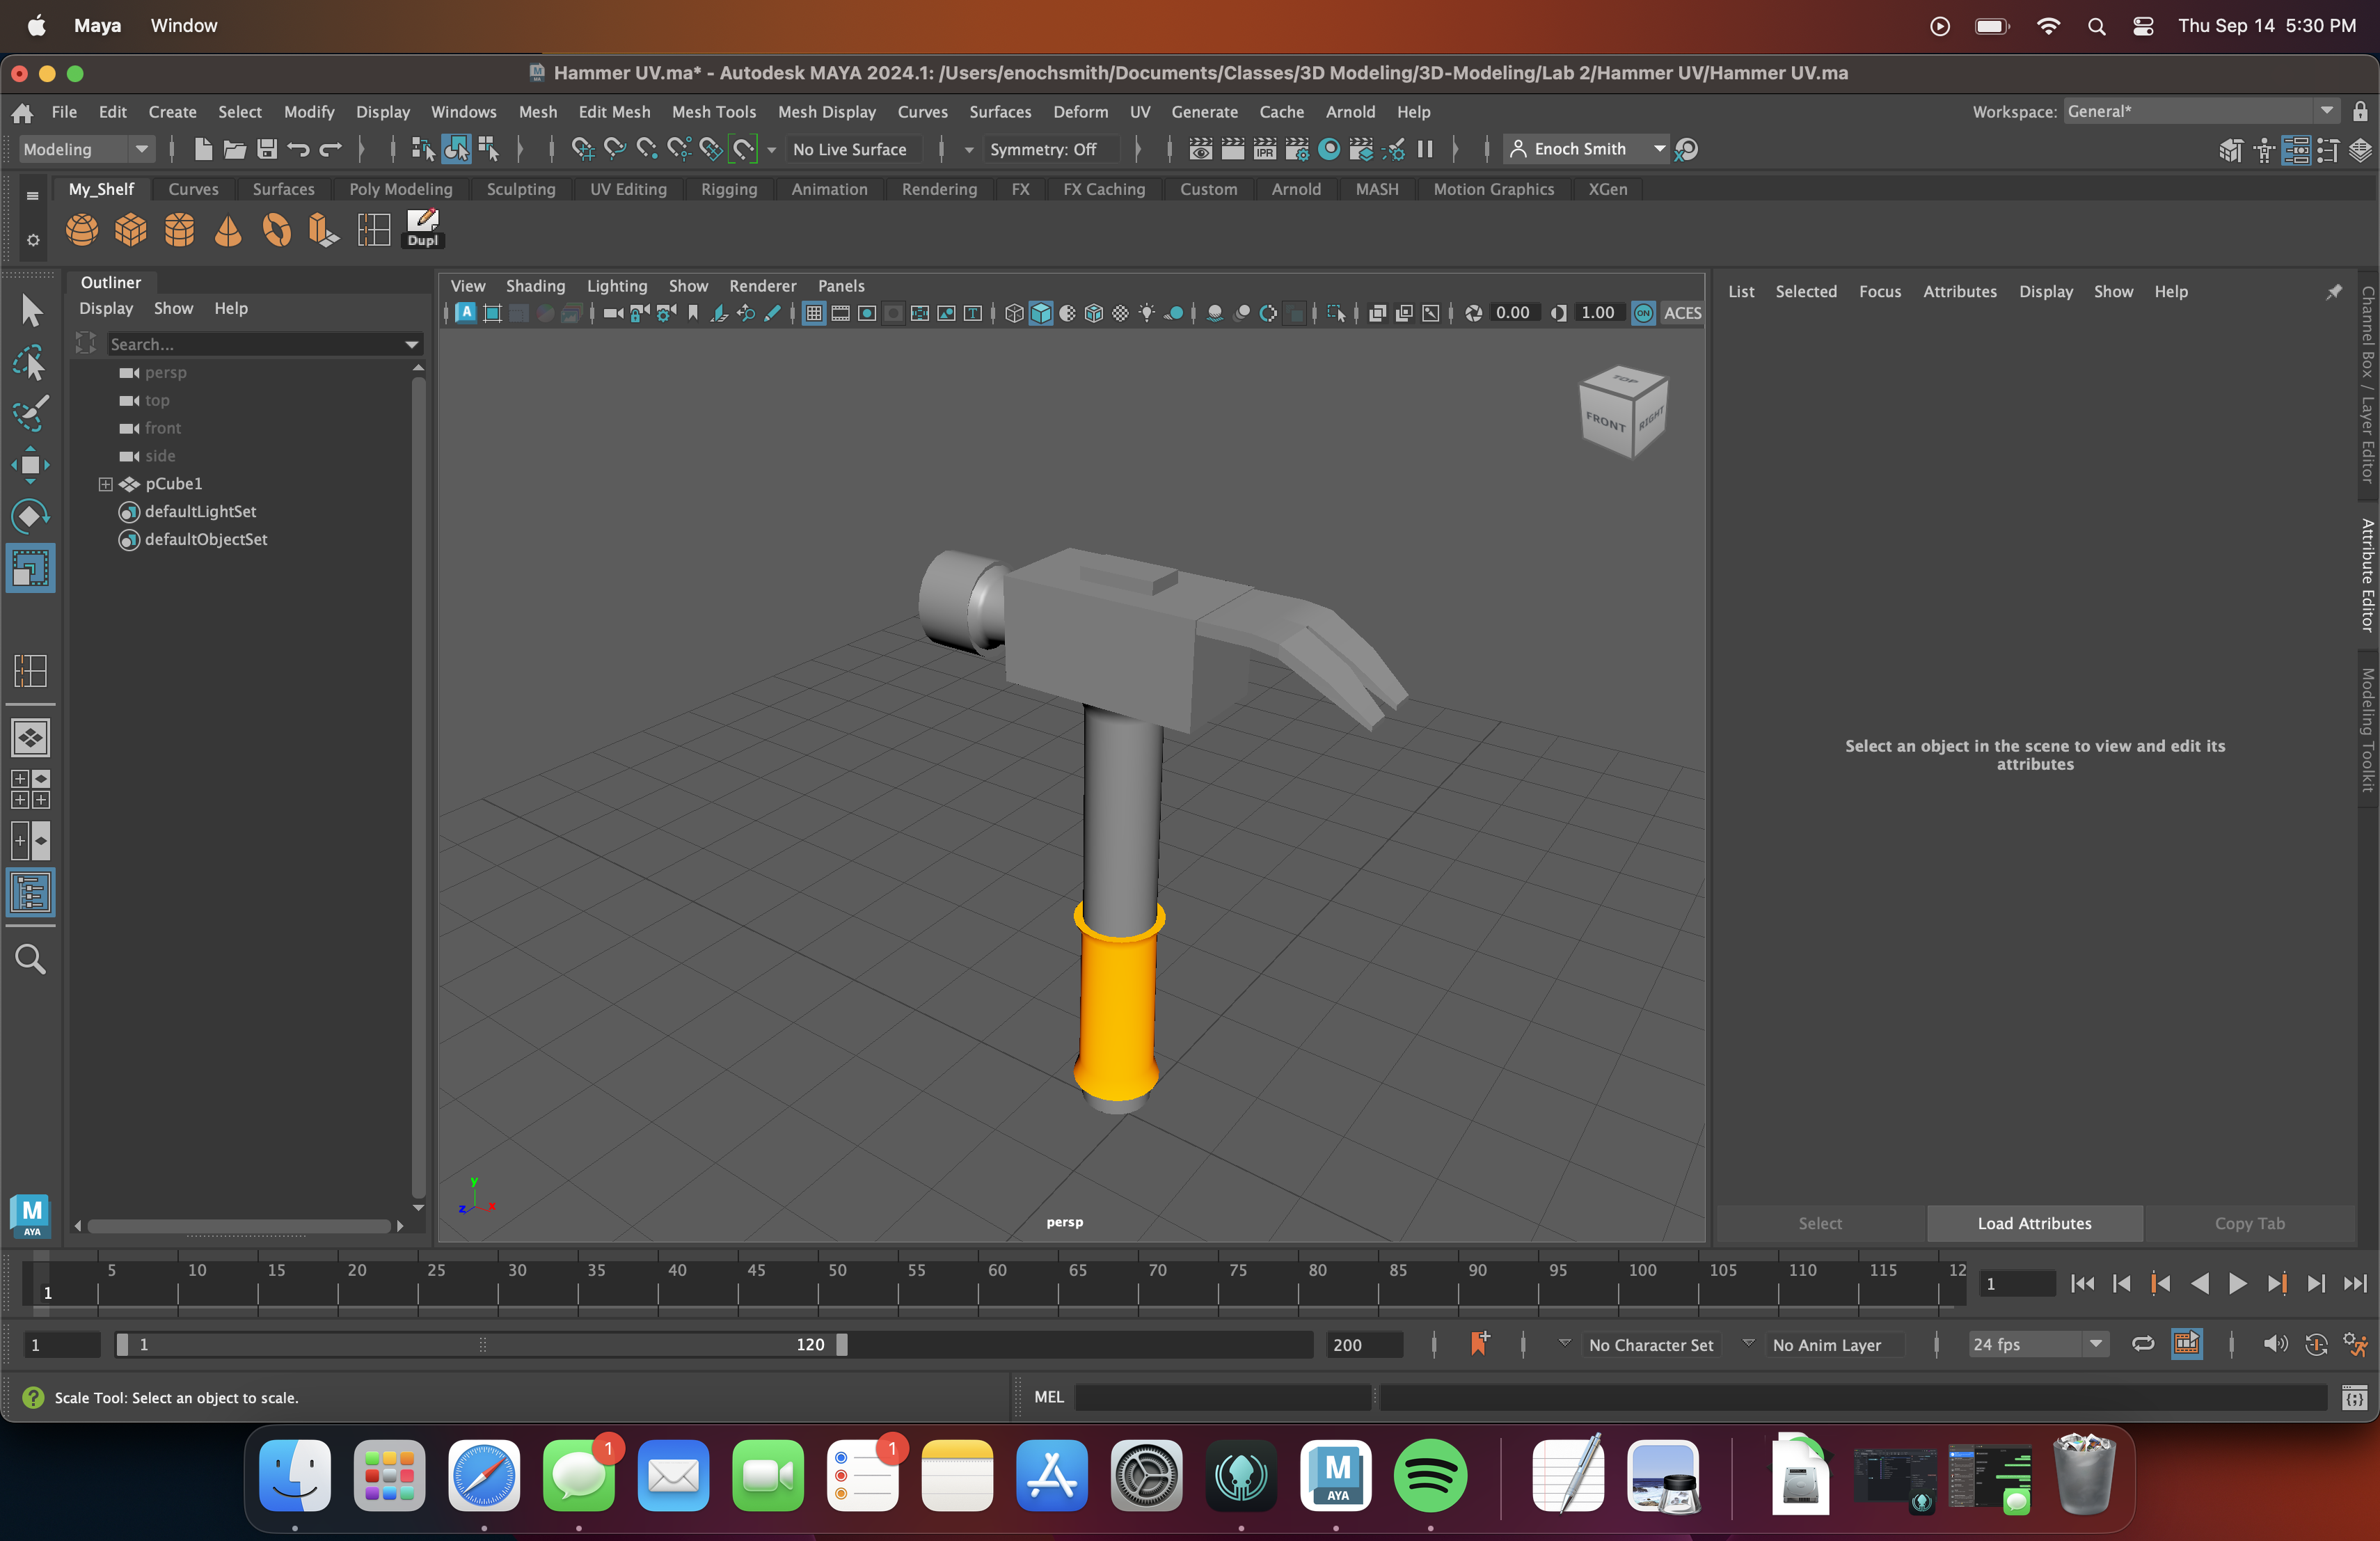 Maya Window Thu Sep 14 5:30 PM
Hammer UV.ma* - Autodesk MAYA 2024.1: /Users/enochsmith/Documents/Classes/3D Modeling/3D-Modeling/Lab 2/Hammer UV/Hammer UV.ma
File Edit Create Select Modify Display Windows Mesh Edit Mesh Mesh Tools Mesh Display Curves Surfaces Deform UV Generate Cache Arnold Help Workspace: General*
Modeling No Live Surface Symmetry: Off IPR Enoch Smith
My_Shelf Curves Surfaces Poly Modeling Sculpting UV Editing Rigging Animation Rendering FX FX Caching Custom Arnold MASH Motion Graphics XGen
Dupl
Outliner
Display Show Help
Search...
persp
top
front
side
pCube1
defaultLightSet
defaultObjectSet
View Shading Lighting Show Renderer Panels
A T 0.00 1.00 ON ACES
TOP
FRONT RIGHT
y
z x
persp
List Selected Focus Attributes Display Show Help
Select an object in the scene to view and edit its
attributes
Select Load Attributes Copy Tab
Channel Box / Layer Editor
Attribute Editor
Modeling Toolkit
M
AYA
5 10 15 20 25 30 35 40 45 50 55 60 65 70 75 80 85 90 95 100 105 110 115 12
1 1
1 1 120 200 No Character Set No Anim Layer 24 fps
? Scale Tool: Select an object to scale. MEL
1 1
M
AYA